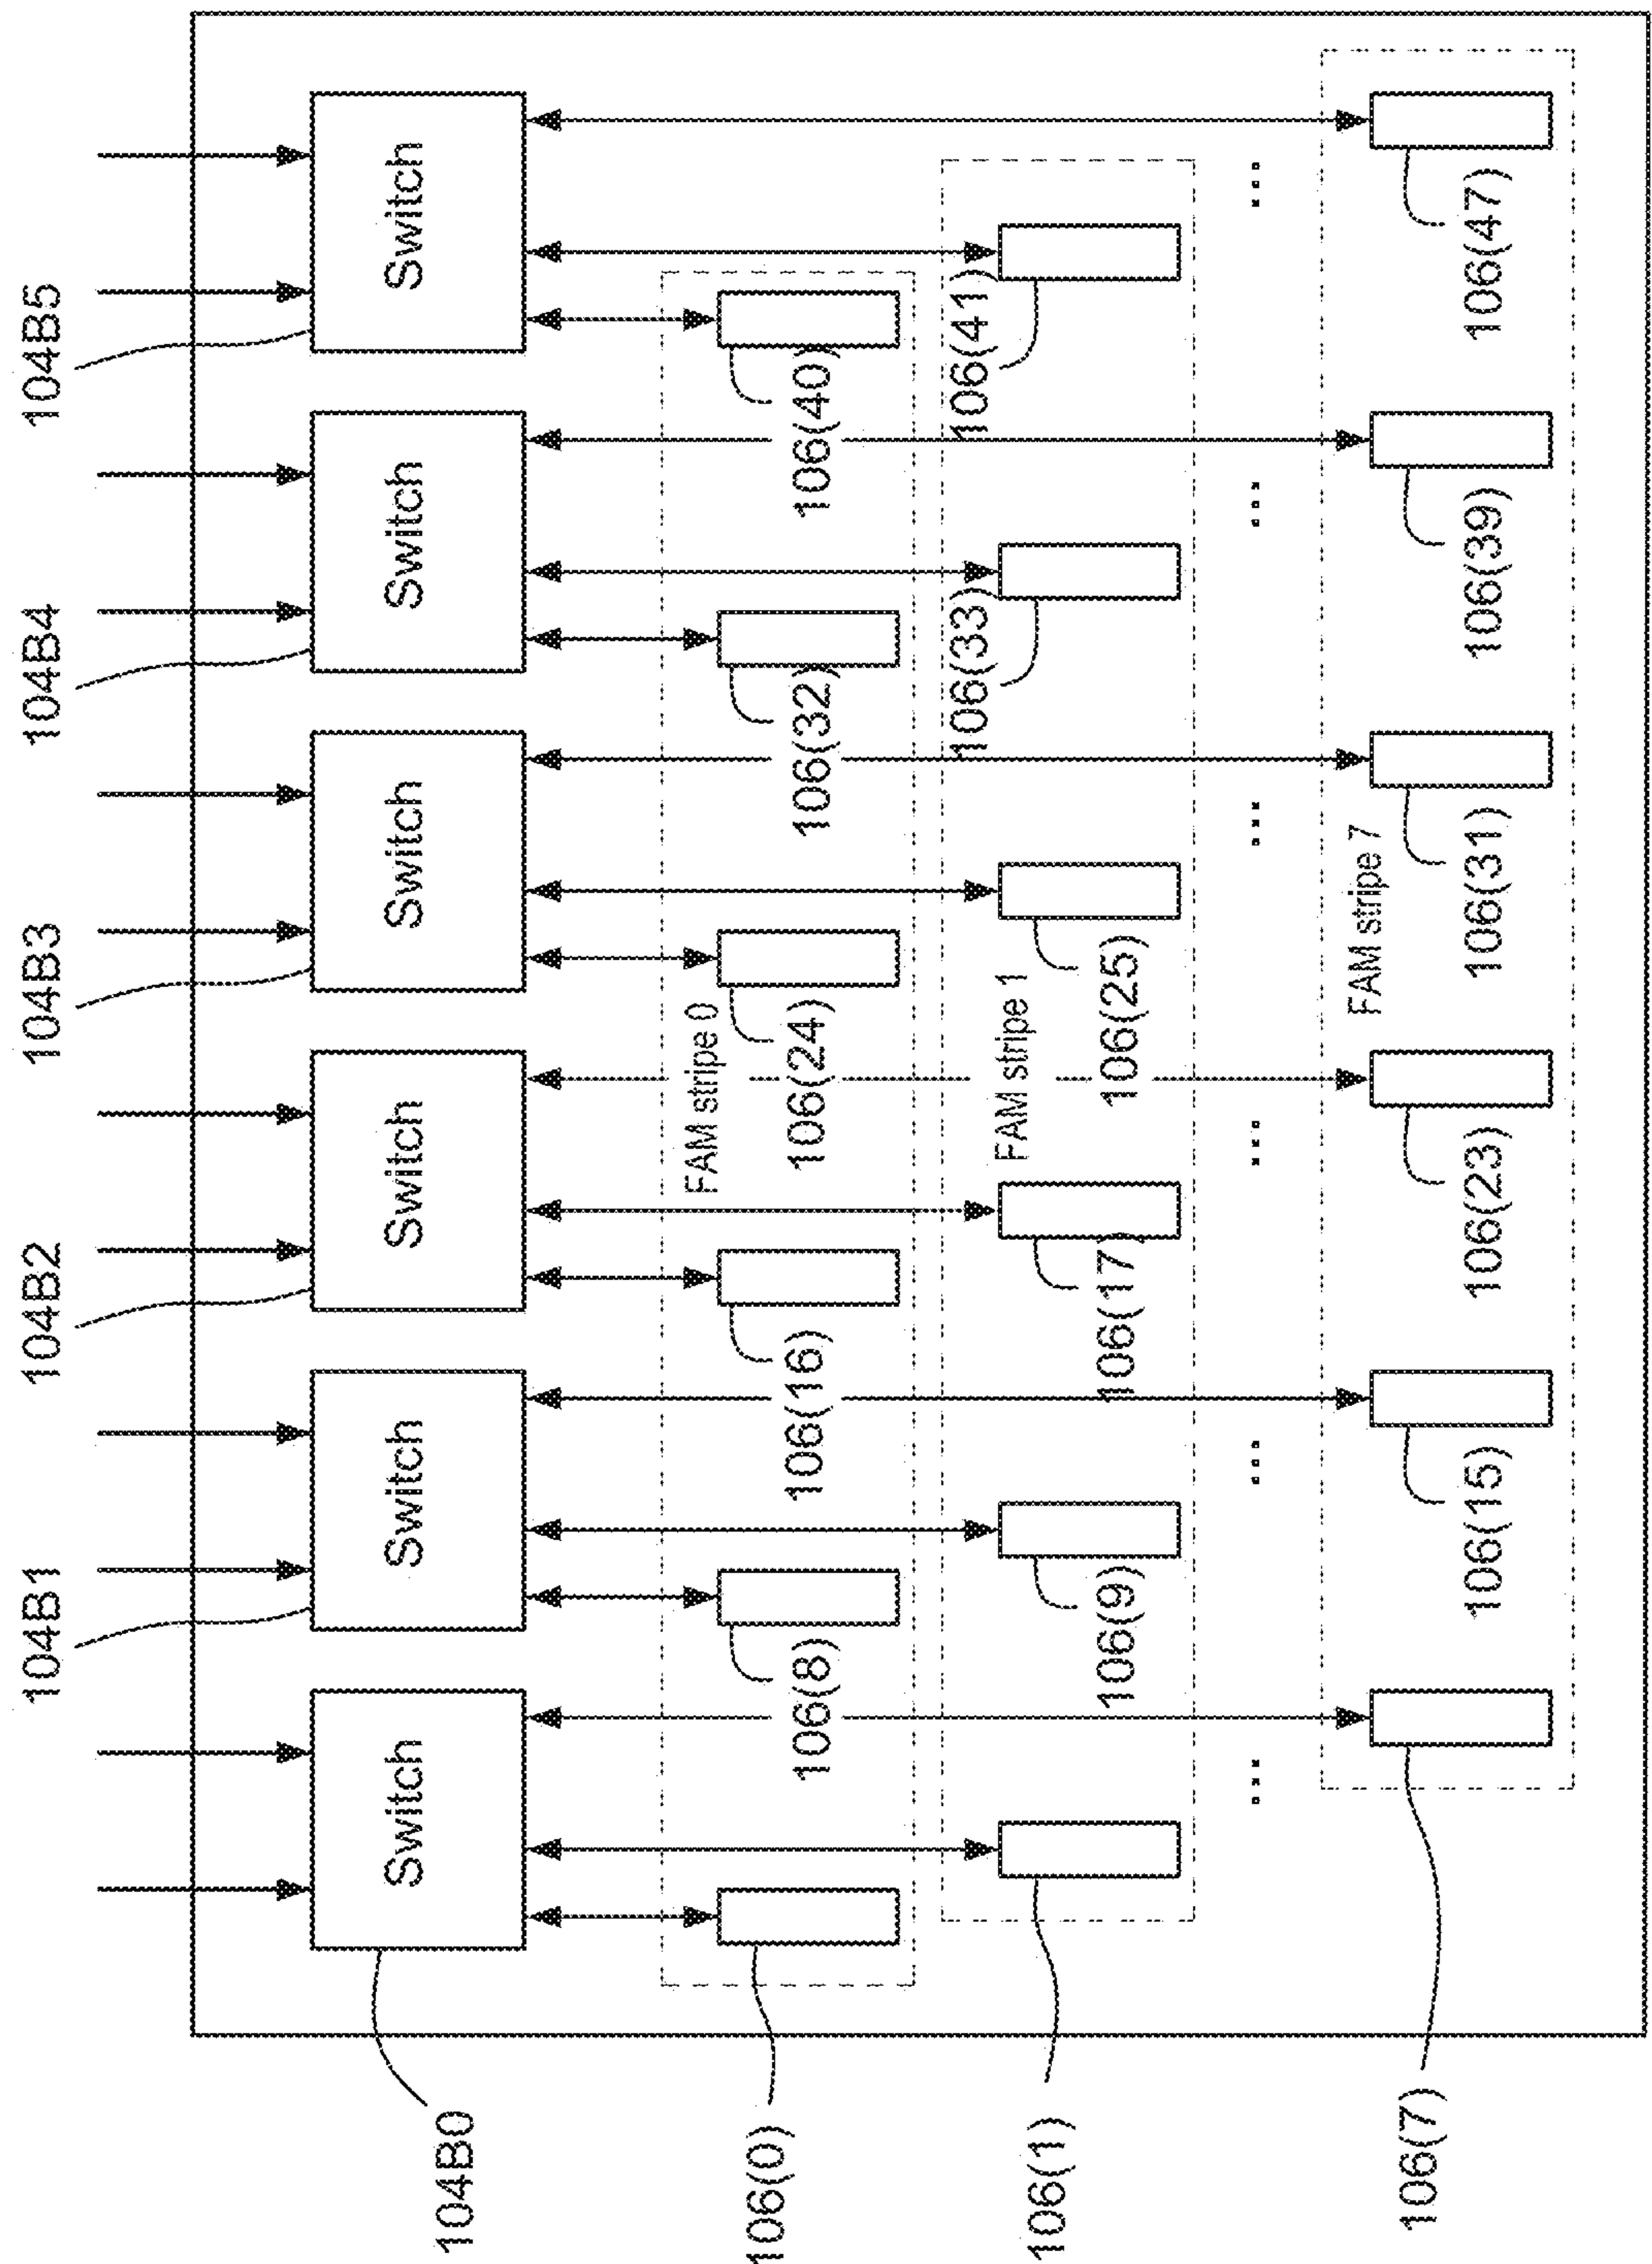 104B0
104B1
104B2
104B3
104B4
104B5
Switch
Switch
Switch
Switch
Switch
Switch
FAM stripe 0
106(0)
106(8)
106(16)
106(24)
106(32)
106(40)
FAM stripe 1
106(1)
106(9)
106(17)
106(25)
106(33)
106(41)
...
...
...
...
...
...
FAM stripe 7
106(7)
106(15)
106(23)
106(31)
106(39)
106(47)